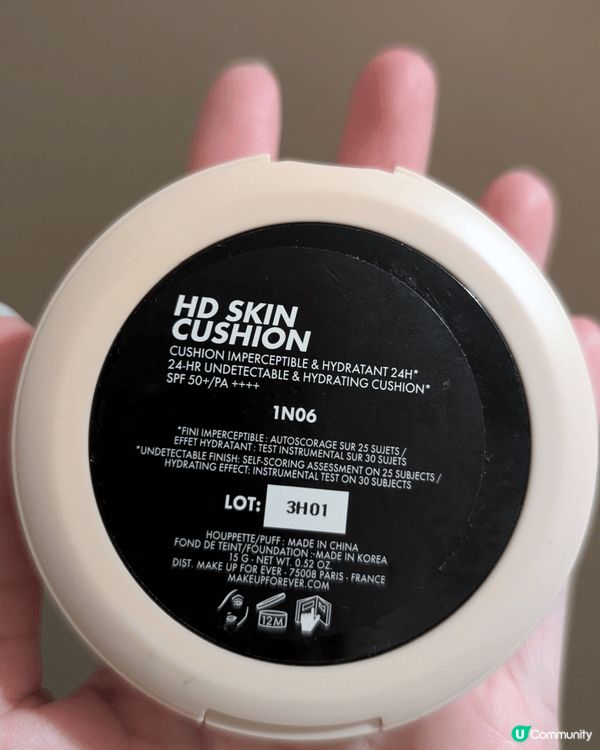 HD SKIN
CUSHION
CUSHION IMPERCEPTIBLE & HYDRATANT 24H*
24-HR UNDETECTABLE & HYDRATING CUSHION*
SPF 50+/PA ++++
1N06
*FINI IMPERCEPTIBLE : AUTOSCORAGE SUR 25 SUJETS /
EFFET HYDRATANT : TEST INSTRUMENTAL SUR 30 SUJETS
*UNDETECTABLE FINISH: SELF-SCORING ASSESSMENT ON 25 SUBJECTS /
HYDRATING EFFECT: INSTRUMENTAL TEST ON 30 SUBJECTS
LOT: 3H01
HOUPPETTE/PUFF : MADE IN CHINA
FOND DE TEINT/FOUNDATION : MADE IN KOREA
15 G - NET WT. 0.52 OZ.
DIST. MAKE UP FOR EVER - 75008 PARIS - FRANCE
MAKEUPFOREVER.COM
12M
U Community